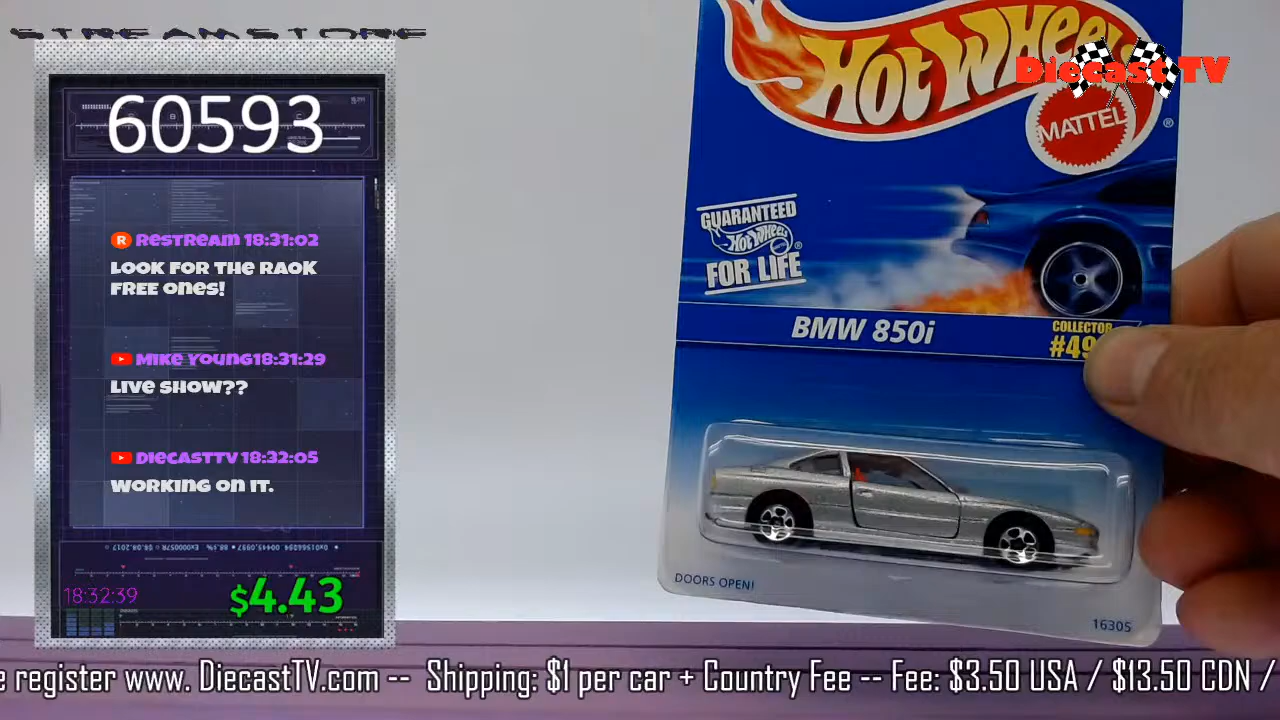 STREAMSTORE
60593
Restream 18:31:02
LOOK FOR THE RAOK
FREE ones!
Mike Young18:31:29
Live show??
DiecastTV 18:32:05
working on it.
18:32:39
$4.43
Hot Wheels
Diecast TV
MATTEL
®
GUARANTEED
Hot Wheels
®
FOR LIFE
BMW 850i
COLLECTOR
#49
DOORS OPEN!
16305
e register www. DiecastTV.com -- Shipping: $1 per car + Country Fee -- Fee: $3.50 USA / $13.50 CDN /